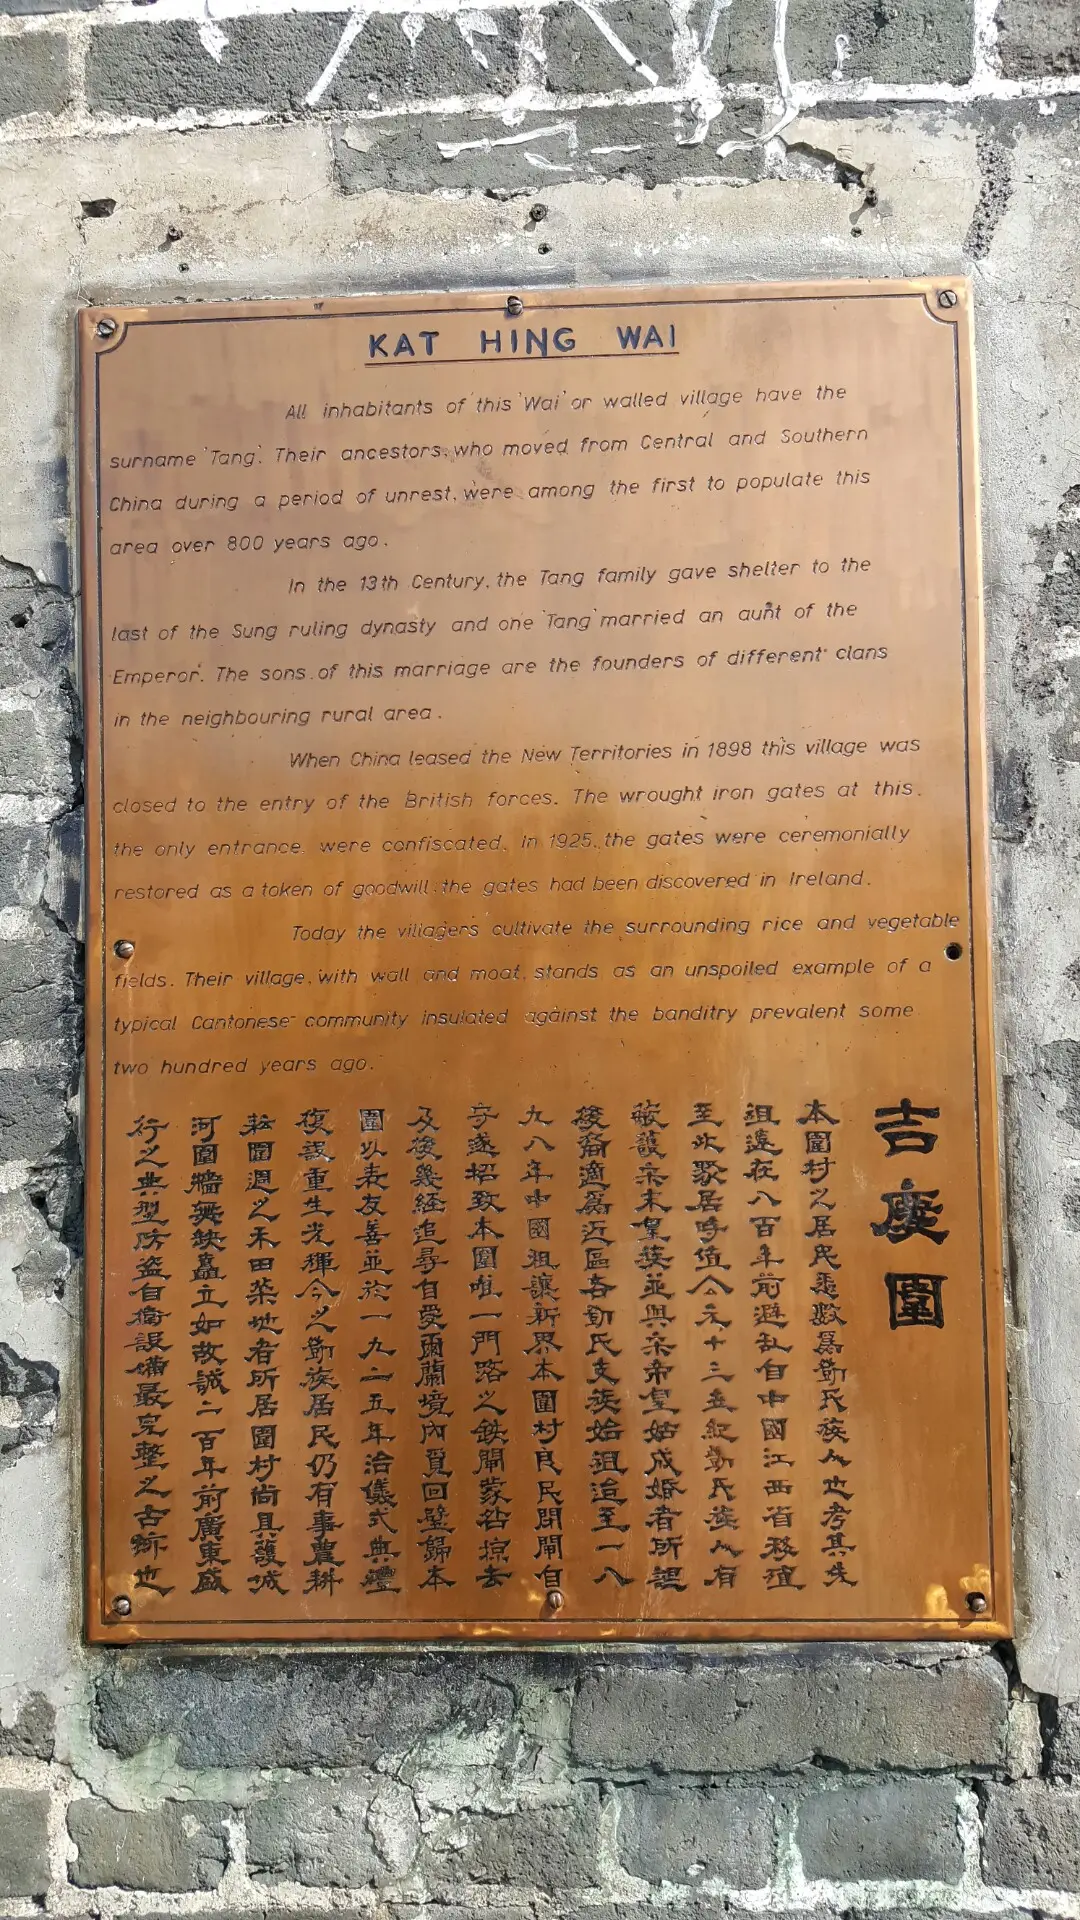 KAT HING WAI
All inhabitants of this 'Wai' or walled village have the
surname 'Tang'. Their ancestors, who moved from Central and Southern
China during a period of unrest, were among the first to populate this
area over 800 years ago.
In the 13th Century, the Tang family gave shelter to the
last of the Sung ruling dynasty and one 'Tang' married an aunt of the
Emperor. The sons of this marriage are the founders of different clans
in the neighbouring rural area.
When China leased the New Territories in 1898 this village was
closed to the entry of the British forces. The wrought iron gates at this,
the only entrance, were confiscated. In 1925, the gates were ceremonially
restored as a token of goodwill, the gates had been discovered in Ireland.
Today the villagers cultivate the surrounding rice and vegetable
fields. Their village, with wall and moat, stands as an unspoiled example of a
typical Cantonese community insulated against the banditry prevalent some
two hundred years ago.
吉慶圍
本圍村之居民悉數為鄧氏族人也考其先
祖遠在八百年前避乱自中國江西省移殖
至此聚居時值公元十三世紀鄧氏族人有
蔽護宋末皇族並與宋帝皇姑成婚者所誕
後裔適為近區各鄧氏支族始祖迨至一八
九八年中國租讓新界本圍村良民閉閘自
守遂招致本圍唯一門路之鉄閘蒙掠去
及後幾経追尋自愛爾蘭境內覓回璧歸本
圍以表友善並於一九二五年治儀式典禮
復設重生光輝今之鄧族居民仍有事農耕
耘圍週之禾田菜地者所居圍村尚具護城
河圍牆無缺矗立如故誠二百年前廣東盛
行之典型防盜自衛設備最完整之古蹟也